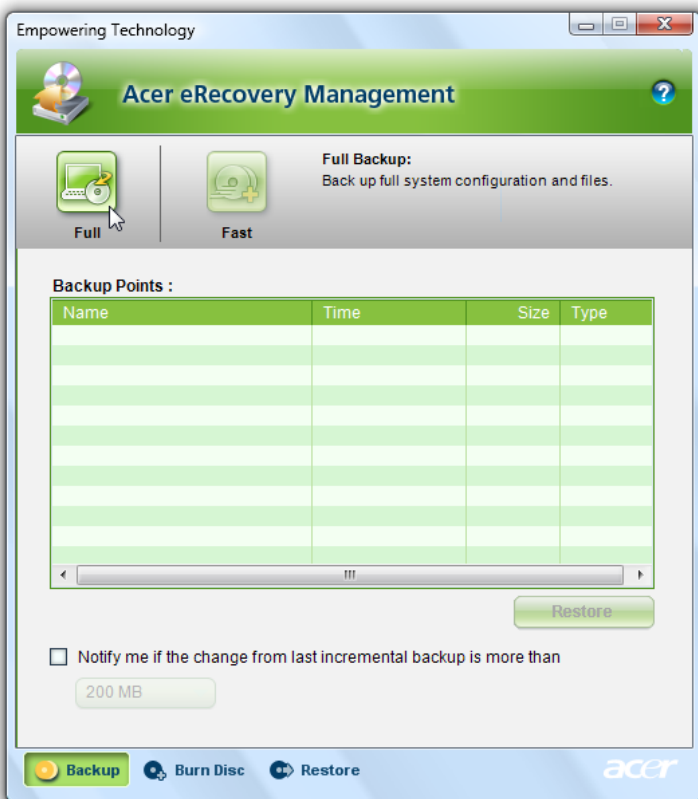 Empowering Technology
Acer eRecovery Management
Full Backup:
Back up full system configuration and files.
Full
Fast
Backup Points :
Name Time Size Type
Restore
Notify me if the change from last incremental backup is more than
200 MB
Backup Burn Disc Restore acer